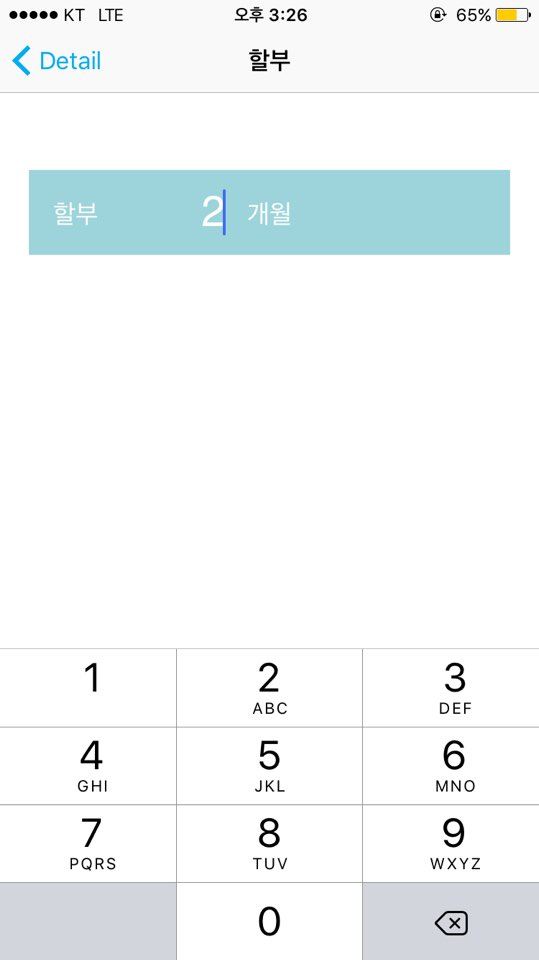 KT LTE 오후 3:26 65%
Detail 할부
할부 2 개월
1 2 3
ABC DEF
4 5 6
GHI JKL MNO
7 8 9
PQRS TUV WXYZ
0